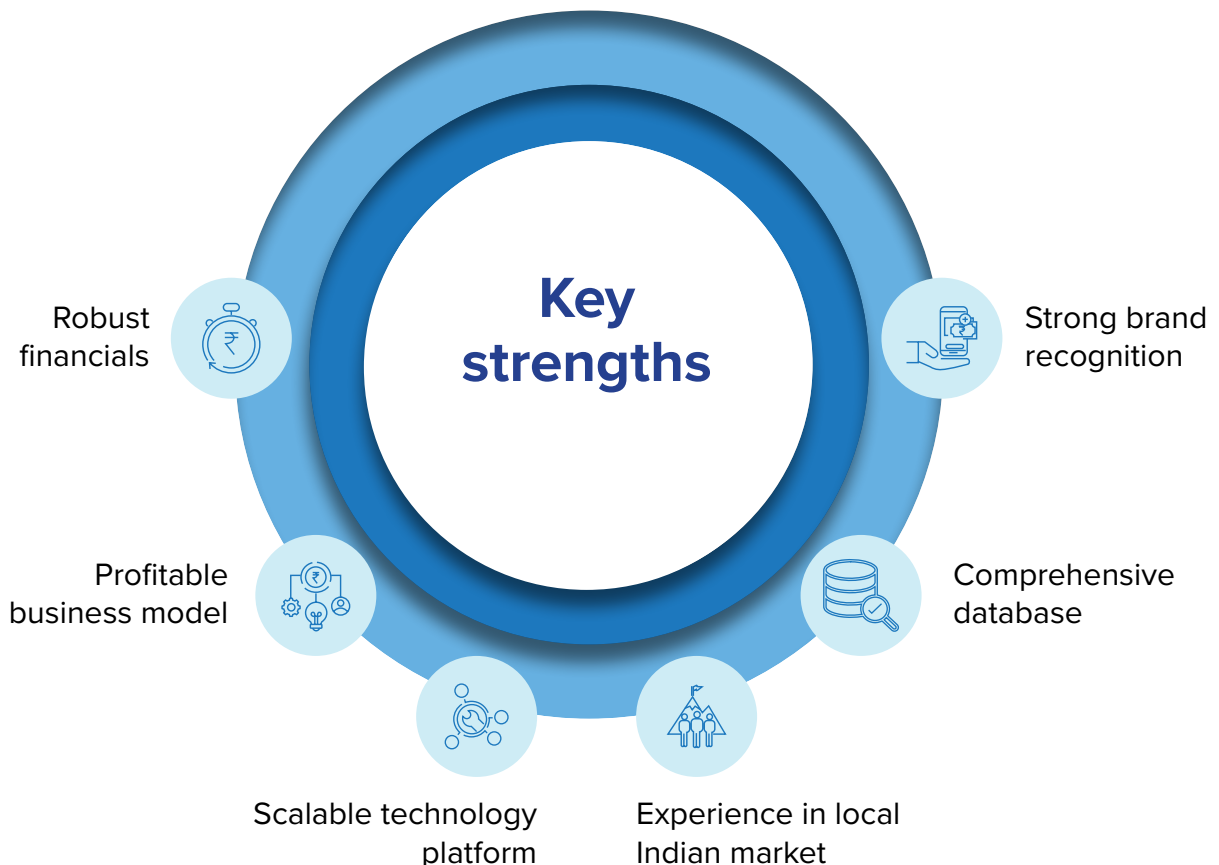 Key
strengths
Robust
financials
Strong brand
recognition
Profitable
business model
Comprehensive
database
Scalable technology
platform
Experience in local
Indian market
₹
₹
₹